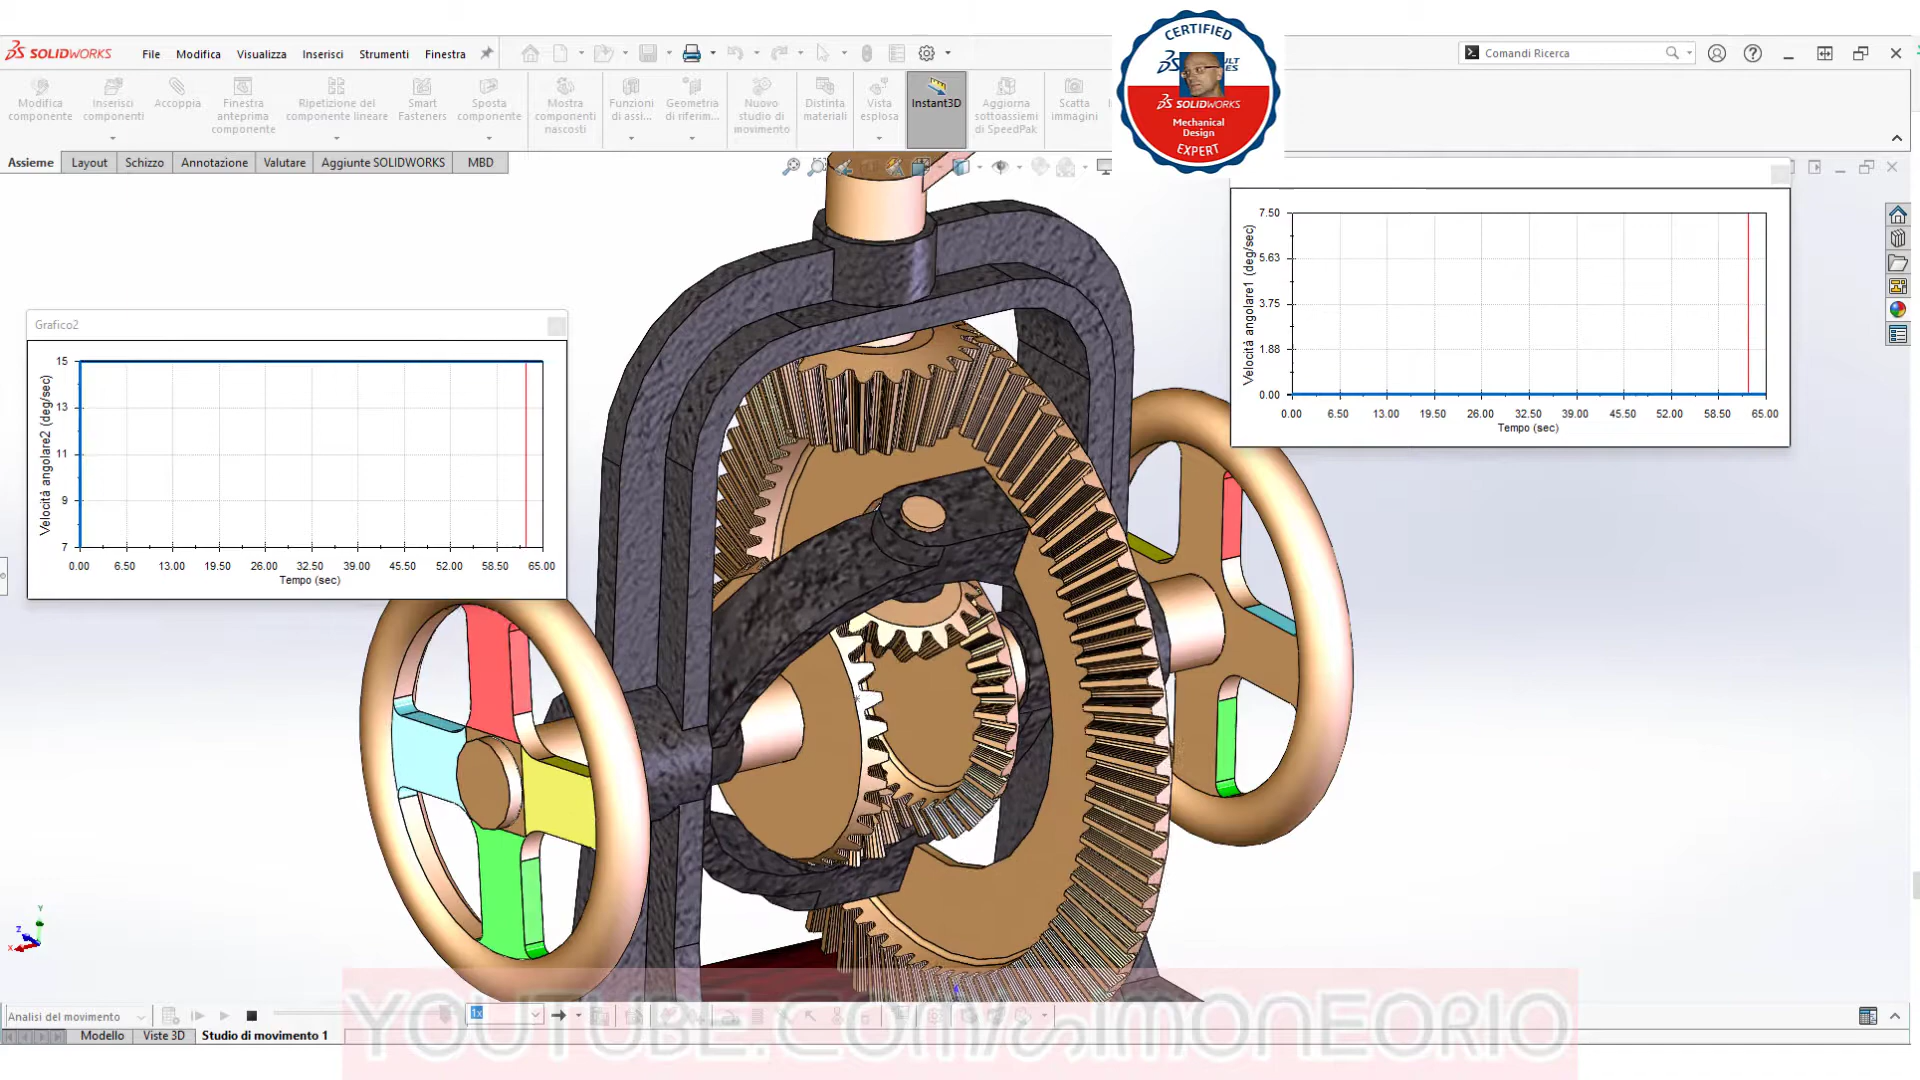 CERTIFIED
SOLIDWORKS
Mechanical
Design
EXPERT
SOLIDWORKS File Modifica Visualizza Inserisci Strumenti Finestra Comandi Ricerca
Modifica componente
Inserisci componenti
Accoppia
Finestra anteprima componente
Ripetizione del componente lineare
Smart Fasteners
Sposta componente
Mostra componenti nascosti
Funzioni di assi...
Geometria di riferim...
Nuovo studio di movimento
Distinta materiali
Vista esplosa
Instant3D
Aggiorna sottoassiemi di SpeedPak
Scatta immagini
Assieme Layout Schizzo Annotazione Valutare Aggiunte SOLIDWORKS MBD
Velocità angolare1 (deg/sec)
7.50
5.63
3.75
1.88
0.00
0.00 6.50 13.00 19.50 26.00 32.50 39.00 45.50 52.00 58.50 65.00
Tempo (sec)
Grafico2
Velocità angolare2 (deg/sec)
15
13
11
9
7
0.00 6.50 13.00 19.50 26.00 32.50 39.00 45.50 52.00 58.50 65.00
Tempo (sec)
Y
Z
X
Analisi del movimento 1x
Modello Viste 3D Studio di movimento 1
YOUTUBE.COM/SIMONEORIO